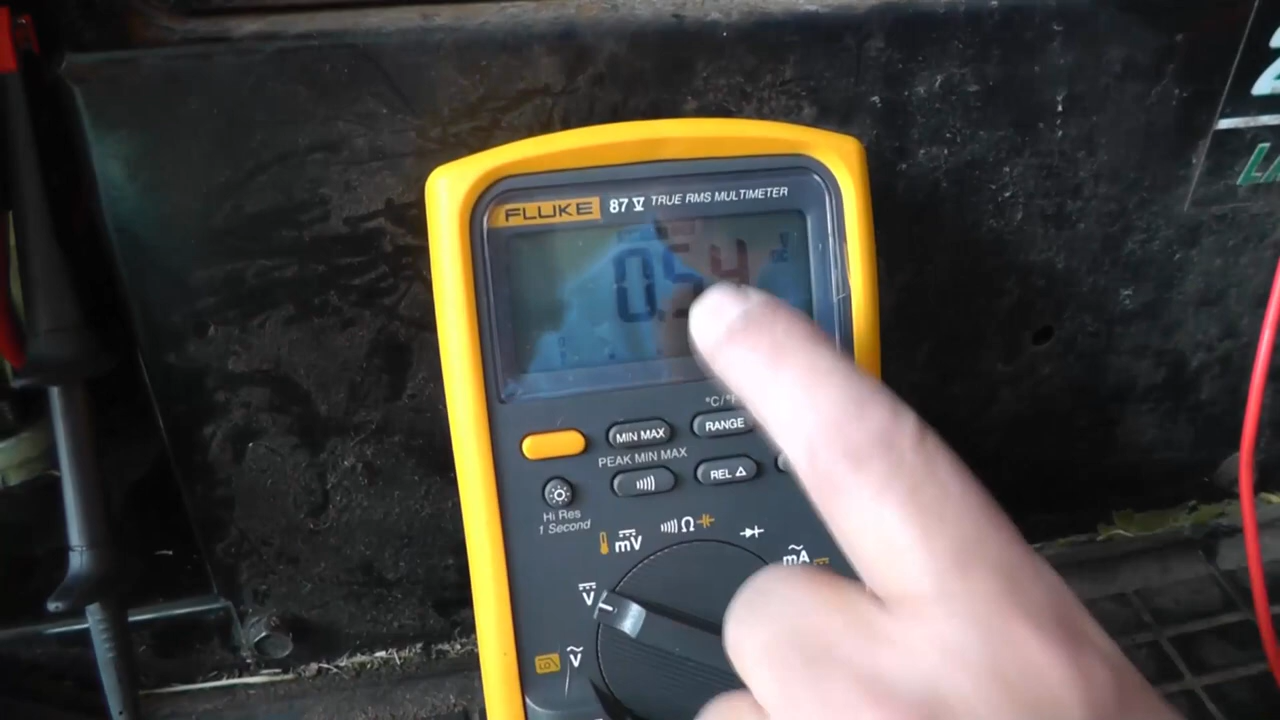 FLUKE 87 V TRUE RMS MULTIMETER
0.54
°C/°F
MIN MAX
RANGE
PEAK MIN MAX
REL Δ
Hi Res
1 Second
mV
Ω
mA
V
LO
V